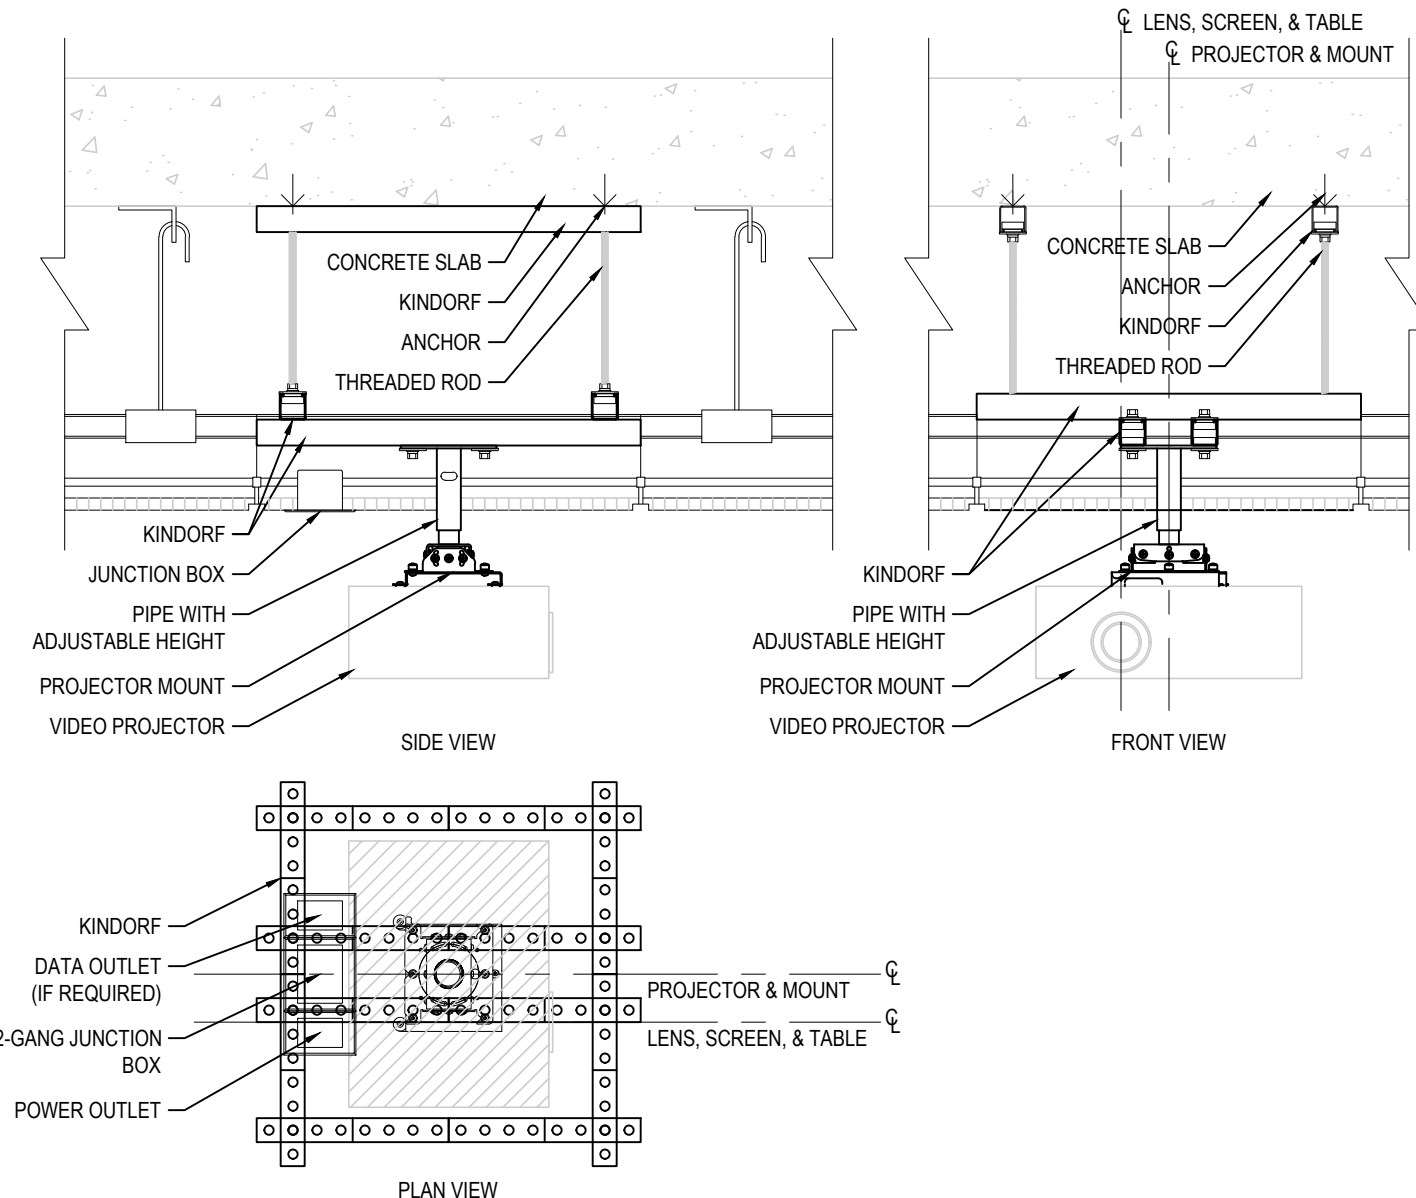 ℄ LENS, SCREEN, & TABLE
℄ PROJECTOR & MOUNT
CONCRETE SLAB
KINDORF
ANCHOR
THREADED ROD
KINDORF
JUNCTION BOX
PIPE WITH
ADJUSTABLE HEIGHT
PROJECTOR MOUNT
VIDEO PROJECTOR
SIDE VIEW
CONCRETE SLAB
ANCHOR
KINDORF
THREADED ROD
KINDORF
PIPE WITH
ADJUSTABLE HEIGHT
PROJECTOR MOUNT
VIDEO PROJECTOR
FRONT VIEW
KINDORF
DATA OUTLET
(IF REQUIRED)
2-GANG JUNCTION
BOX
POWER OUTLET
PROJECTOR & MOUNT ℄
LENS, SCREEN, & TABLE ℄
PLAN VIEW